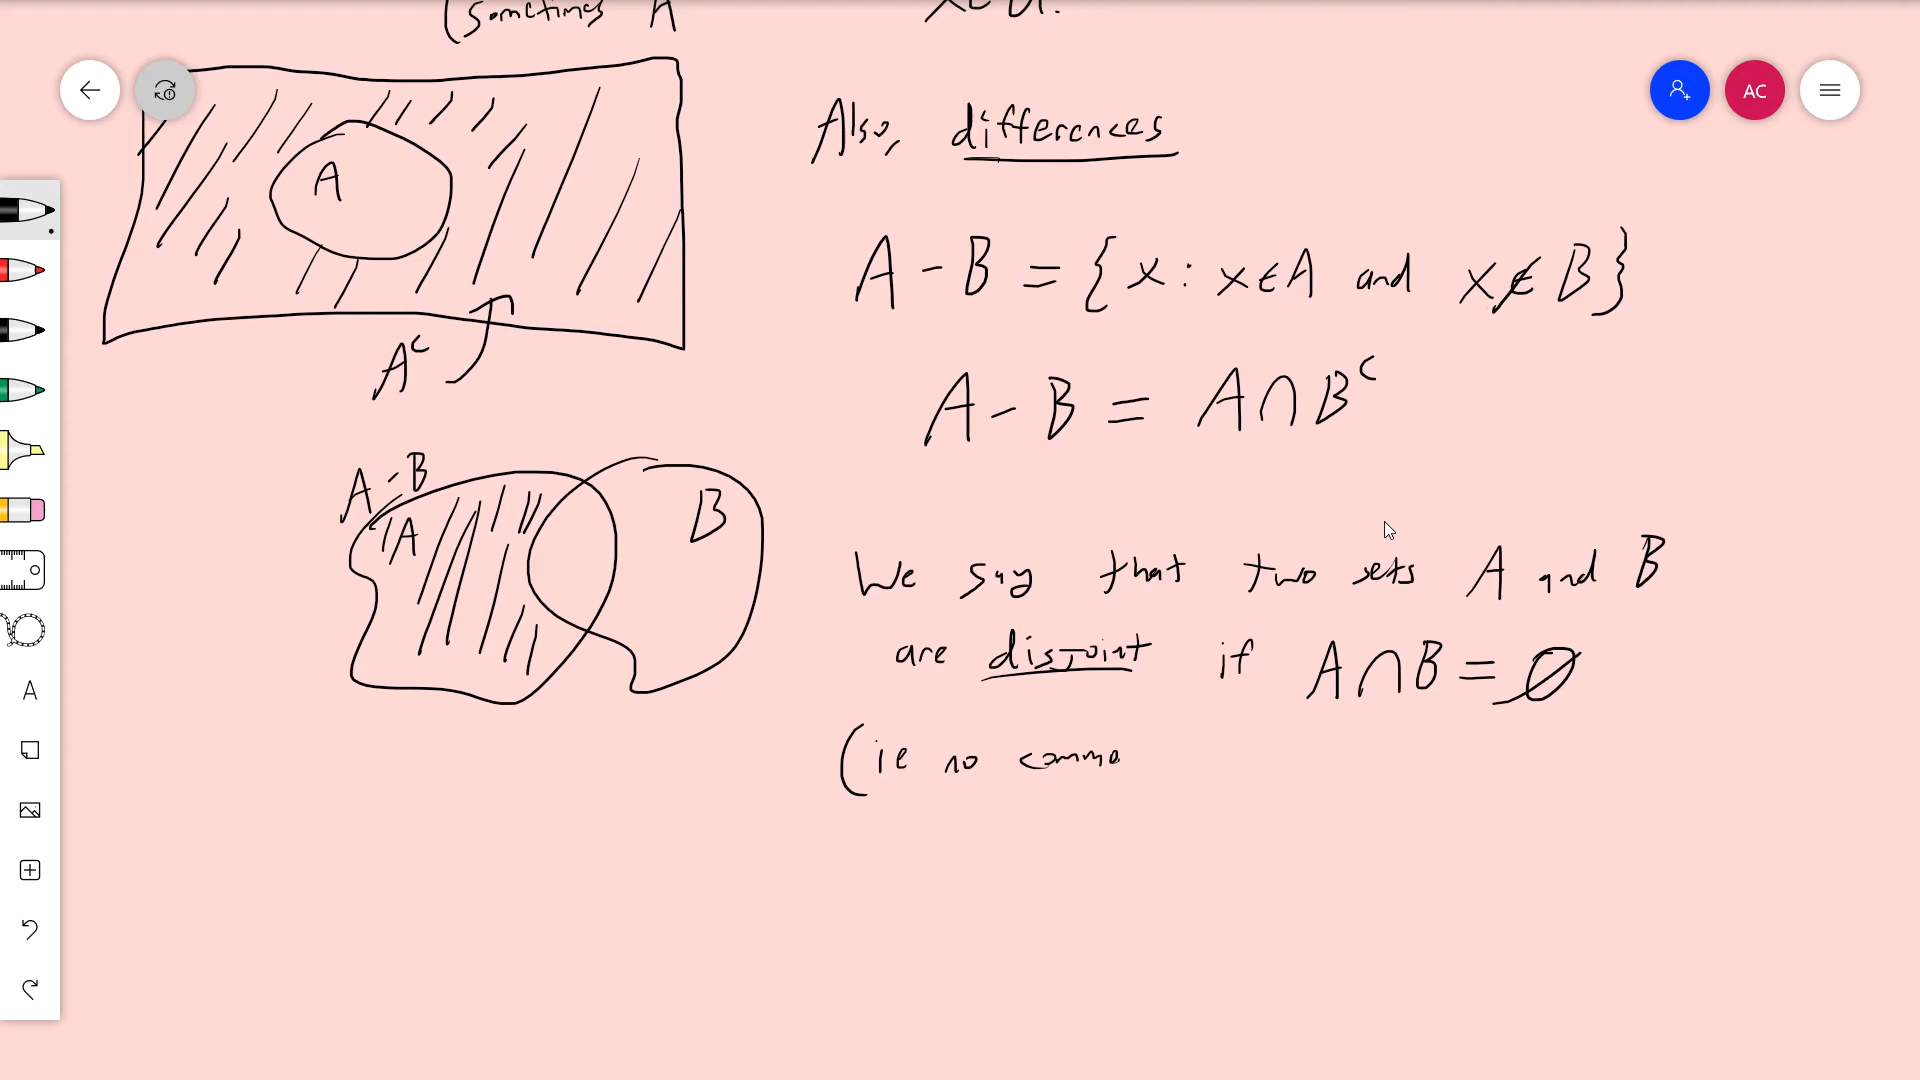 (sometimes A
x∈U.
A
A^c
Also, differences
A - B = {x : x∈A and x∉B}
A - B = A∩B^c
A - B
A
B
We say that two sets A and B
are disjoint if A∩B = ∅
(ie no commo
AC
A